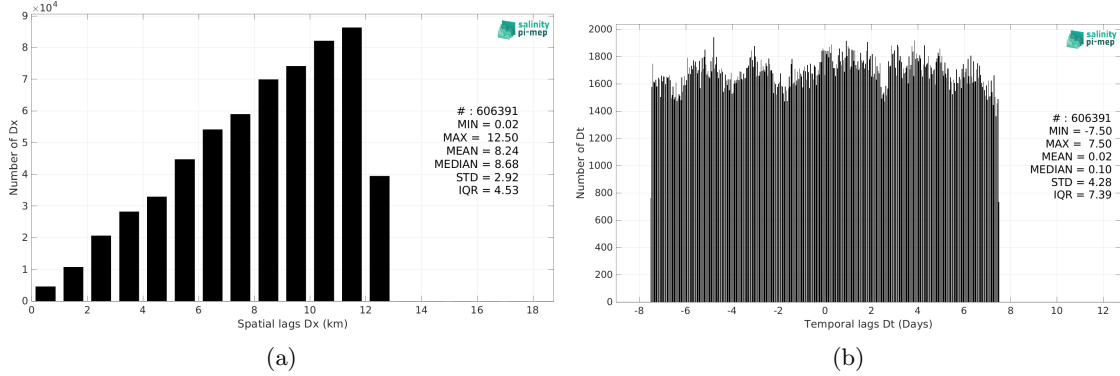 ×10⁴
9
8
7
6
5
4
3
2
1
0
Number of Dx
0 2 4 6 8 10 12 14 16 18
Spatial lags Dx (km)
salinity
pi-mep
# : 606391
MIN = 0.02
MAX = 12.50
MEAN = 8.24
MEDIAN = 8.68
STD = 2.92
IQR = 4.53
(a)
2000
1800
1600
1400
1200
1000
800
600
400
200
0
Number of Dt
-8 -6 -4 -2 0 2 4 6 8 10 12
Temporal lags Dt (Days)
salinity
pi-mep
# : 606391
MIN = -7.50
MAX = 7.50
MEAN = 0.02
MEDIAN = 0.10
STD = 4.28
IQR = 7.39
(b)